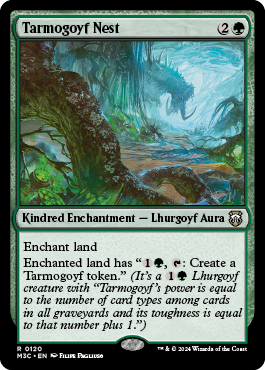 Tarmogoyf Nest 2
Kindred Enchantment — Lhurgoyf Aura
Enchant land
Enchanted land has “1, : Create a
Tarmogoyf token.” (It’s a 1 Lhurgoyf
creature with “Tarmogoyf’s power is equal
to the number of card types among cards
in all graveyards and its toughness is equal
to that number plus 1.”)
R 0120
M3C • EN Filipe Pagliuso
™ & © 2024 Wizards of the Coast